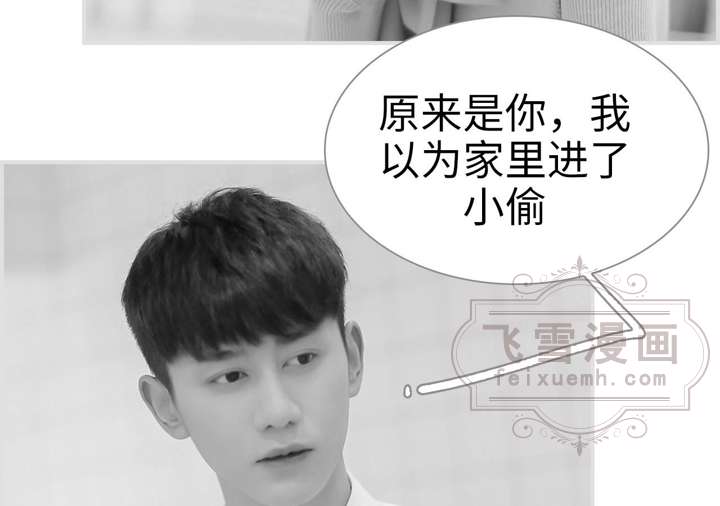 原来是你，我
以为家里进了
小偷
飞雪漫画
feixuemh.com